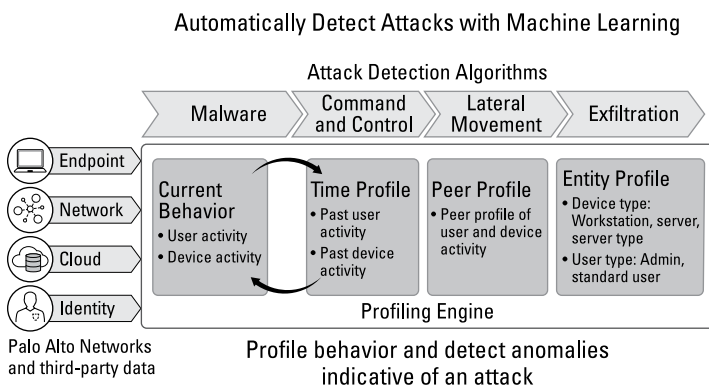 Automatically Detect Attacks with Machine Learning
Attack Detection Algorithms
Malware
Command
and Control
Lateral
Movement
Exfiltration
Endpoint
Network
Cloud
Identity
Palo Alto Networks
and third-party data
Current
Behavior
• User activity
• Device activity
Time Profile
• Past user
activity
• Past device
activity
Peer Profile
• Peer profile of
user and device
activity
Entity Profile
• Device type:
Workstation, server,
server type
• User type: Admin,
standard user
Profiling Engine
Profile behavior and detect anomalies
indicative of an attack